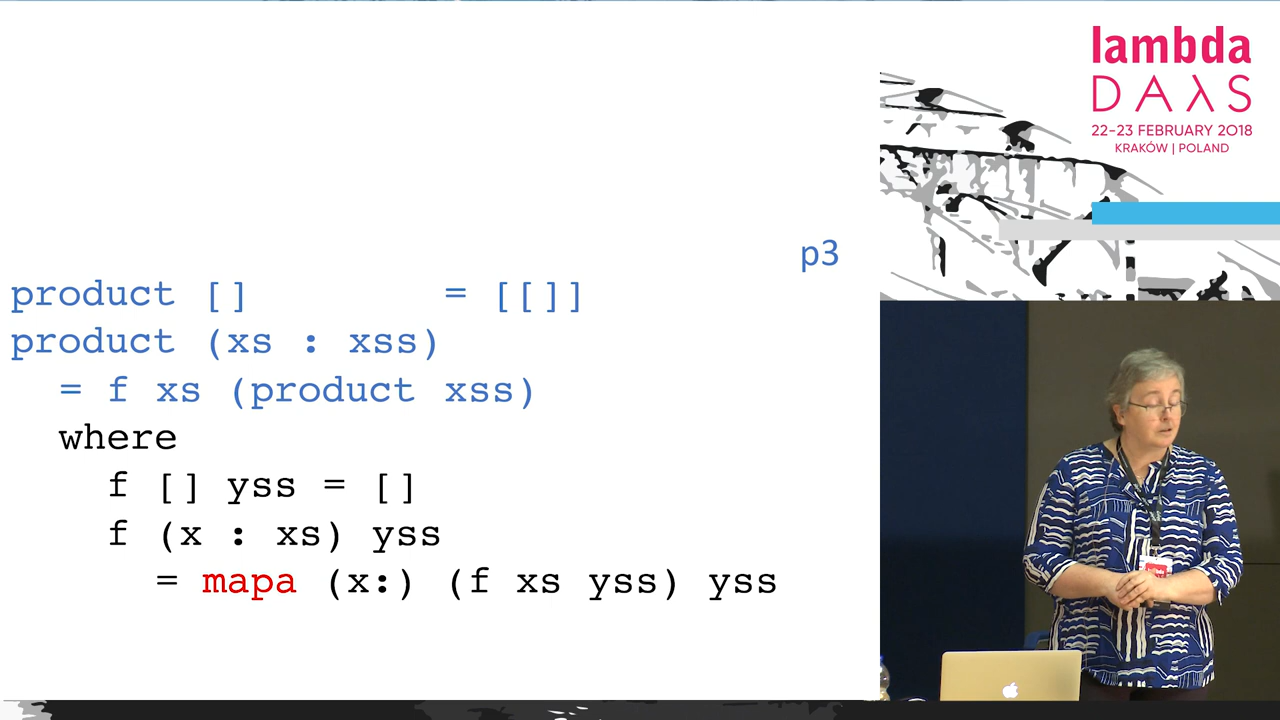 lambda
DAλS
22-23 FEBRUARY 2018
KRAKÓW | POLAND
p3
product [] = [[]]
product (xs : xss)
= f xs (product xss)
where
f [] yss = []
f (x : xs) yss
= mapa (x:) (f xs yss) yss